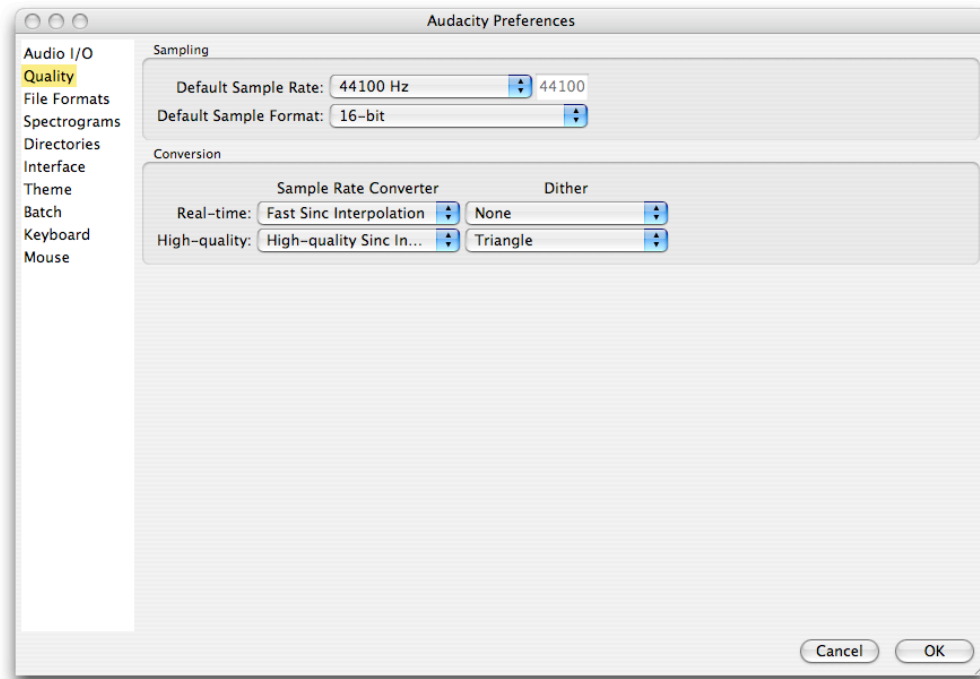 Audacity Preferences
Audio I/O
Quality
File Formats
Spectrograms
Directories
Interface
Theme
Batch
Keyboard
Mouse
Sampling
Default Sample Rate: 44100 Hz 44100
Default Sample Format: 16-bit
Conversion
Sample Rate Converter Dither
Real-time: Fast Sinc Interpolation None
High-quality: High-quality Sinc In... Triangle
Cancel OK